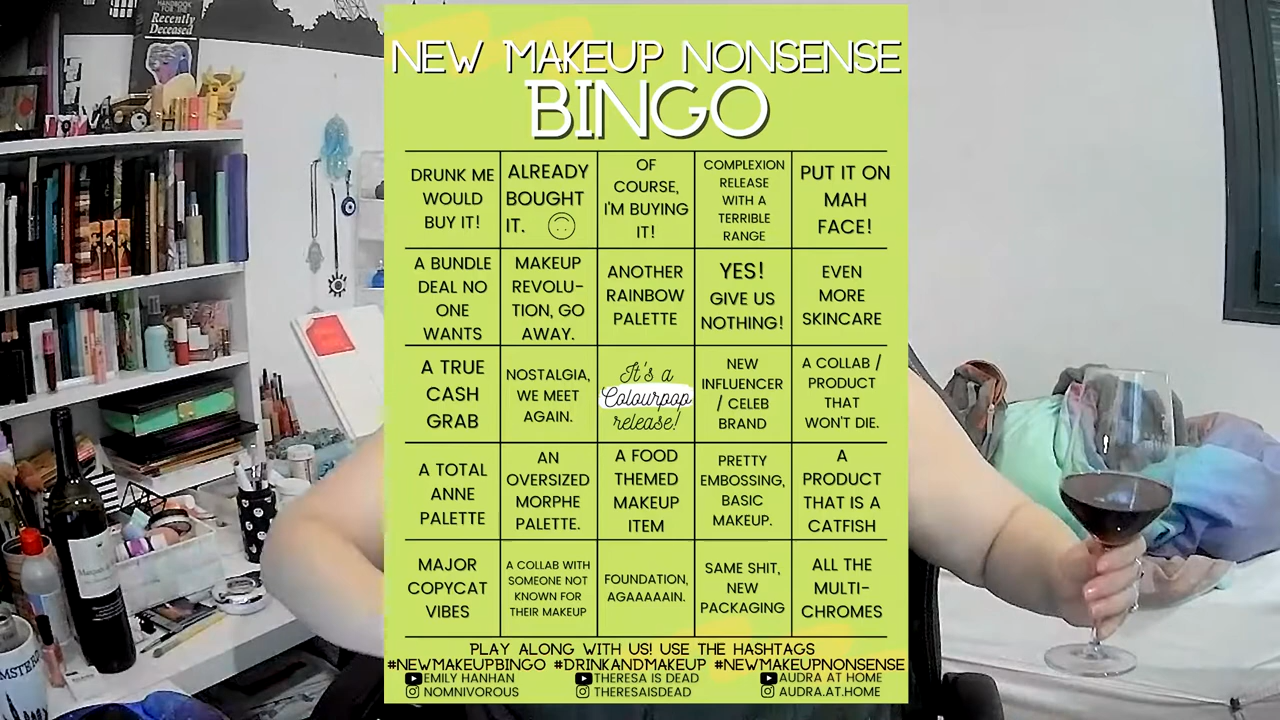 HANDBOOK
FOR THE
Recently
Deceased
NEW MAKEUP NONSENSE
BINGO
DRUNK ME
WOULD
BUY IT!
ALREADY
BOUGHT
IT.
OF
COURSE,
I'M BUYING
IT!
COMPLEXION
RELEASE
WITH A
TERRIBLE
RANGE
PUT IT ON
MAH
FACE!
A BUNDLE
DEAL NO
ONE
WANTS
MAKEUP
REVOLU-
TION, GO
AWAY.
ANOTHER
RAINBOW
PALETTE
YES!
GIVE US
NOTHING!
EVEN
MORE
SKINCARE
A TRUE
CASH
GRAB
NOSTALGIA,
WE MEET
AGAIN.
It's a
Colourpop
release!
NEW
INFLUENCER
/ CELEB
BRAND
A COLLAB /
PRODUCT
THAT
WON'T DIE.
A TOTAL
ANNE
PALETTE
AN
OVERSIZED
MORPHE
PALETTE.
A FOOD
THEMED
MAKEUP
ITEM
PRETTY
EMBOSSING,
BASIC
MAKEUP.
A
PRODUCT
THAT IS A
CATFISH
MAJOR
COPYCAT
VIBES
A COLLAB WITH
SOMEONE NOT
KNOWN FOR
THEIR MAKEUP
FOUNDATION,
AGAAAAAIN.
SAME SHIT,
NEW
PACKAGING
ALL THE
MULTI-
CHROMES
PLAY ALONG WITH US! USE THE HASHTAGS
#NEWMAKEUPBINGO #DRINKANDMAKEUP #NEWMAKEUPNONSENSE
EMILY HANHAN
NOMNIVOROUS
THERESA IS DEAD
THERESAISDEAD
AUDRA AT HOME
AUDRA.AT.HOME